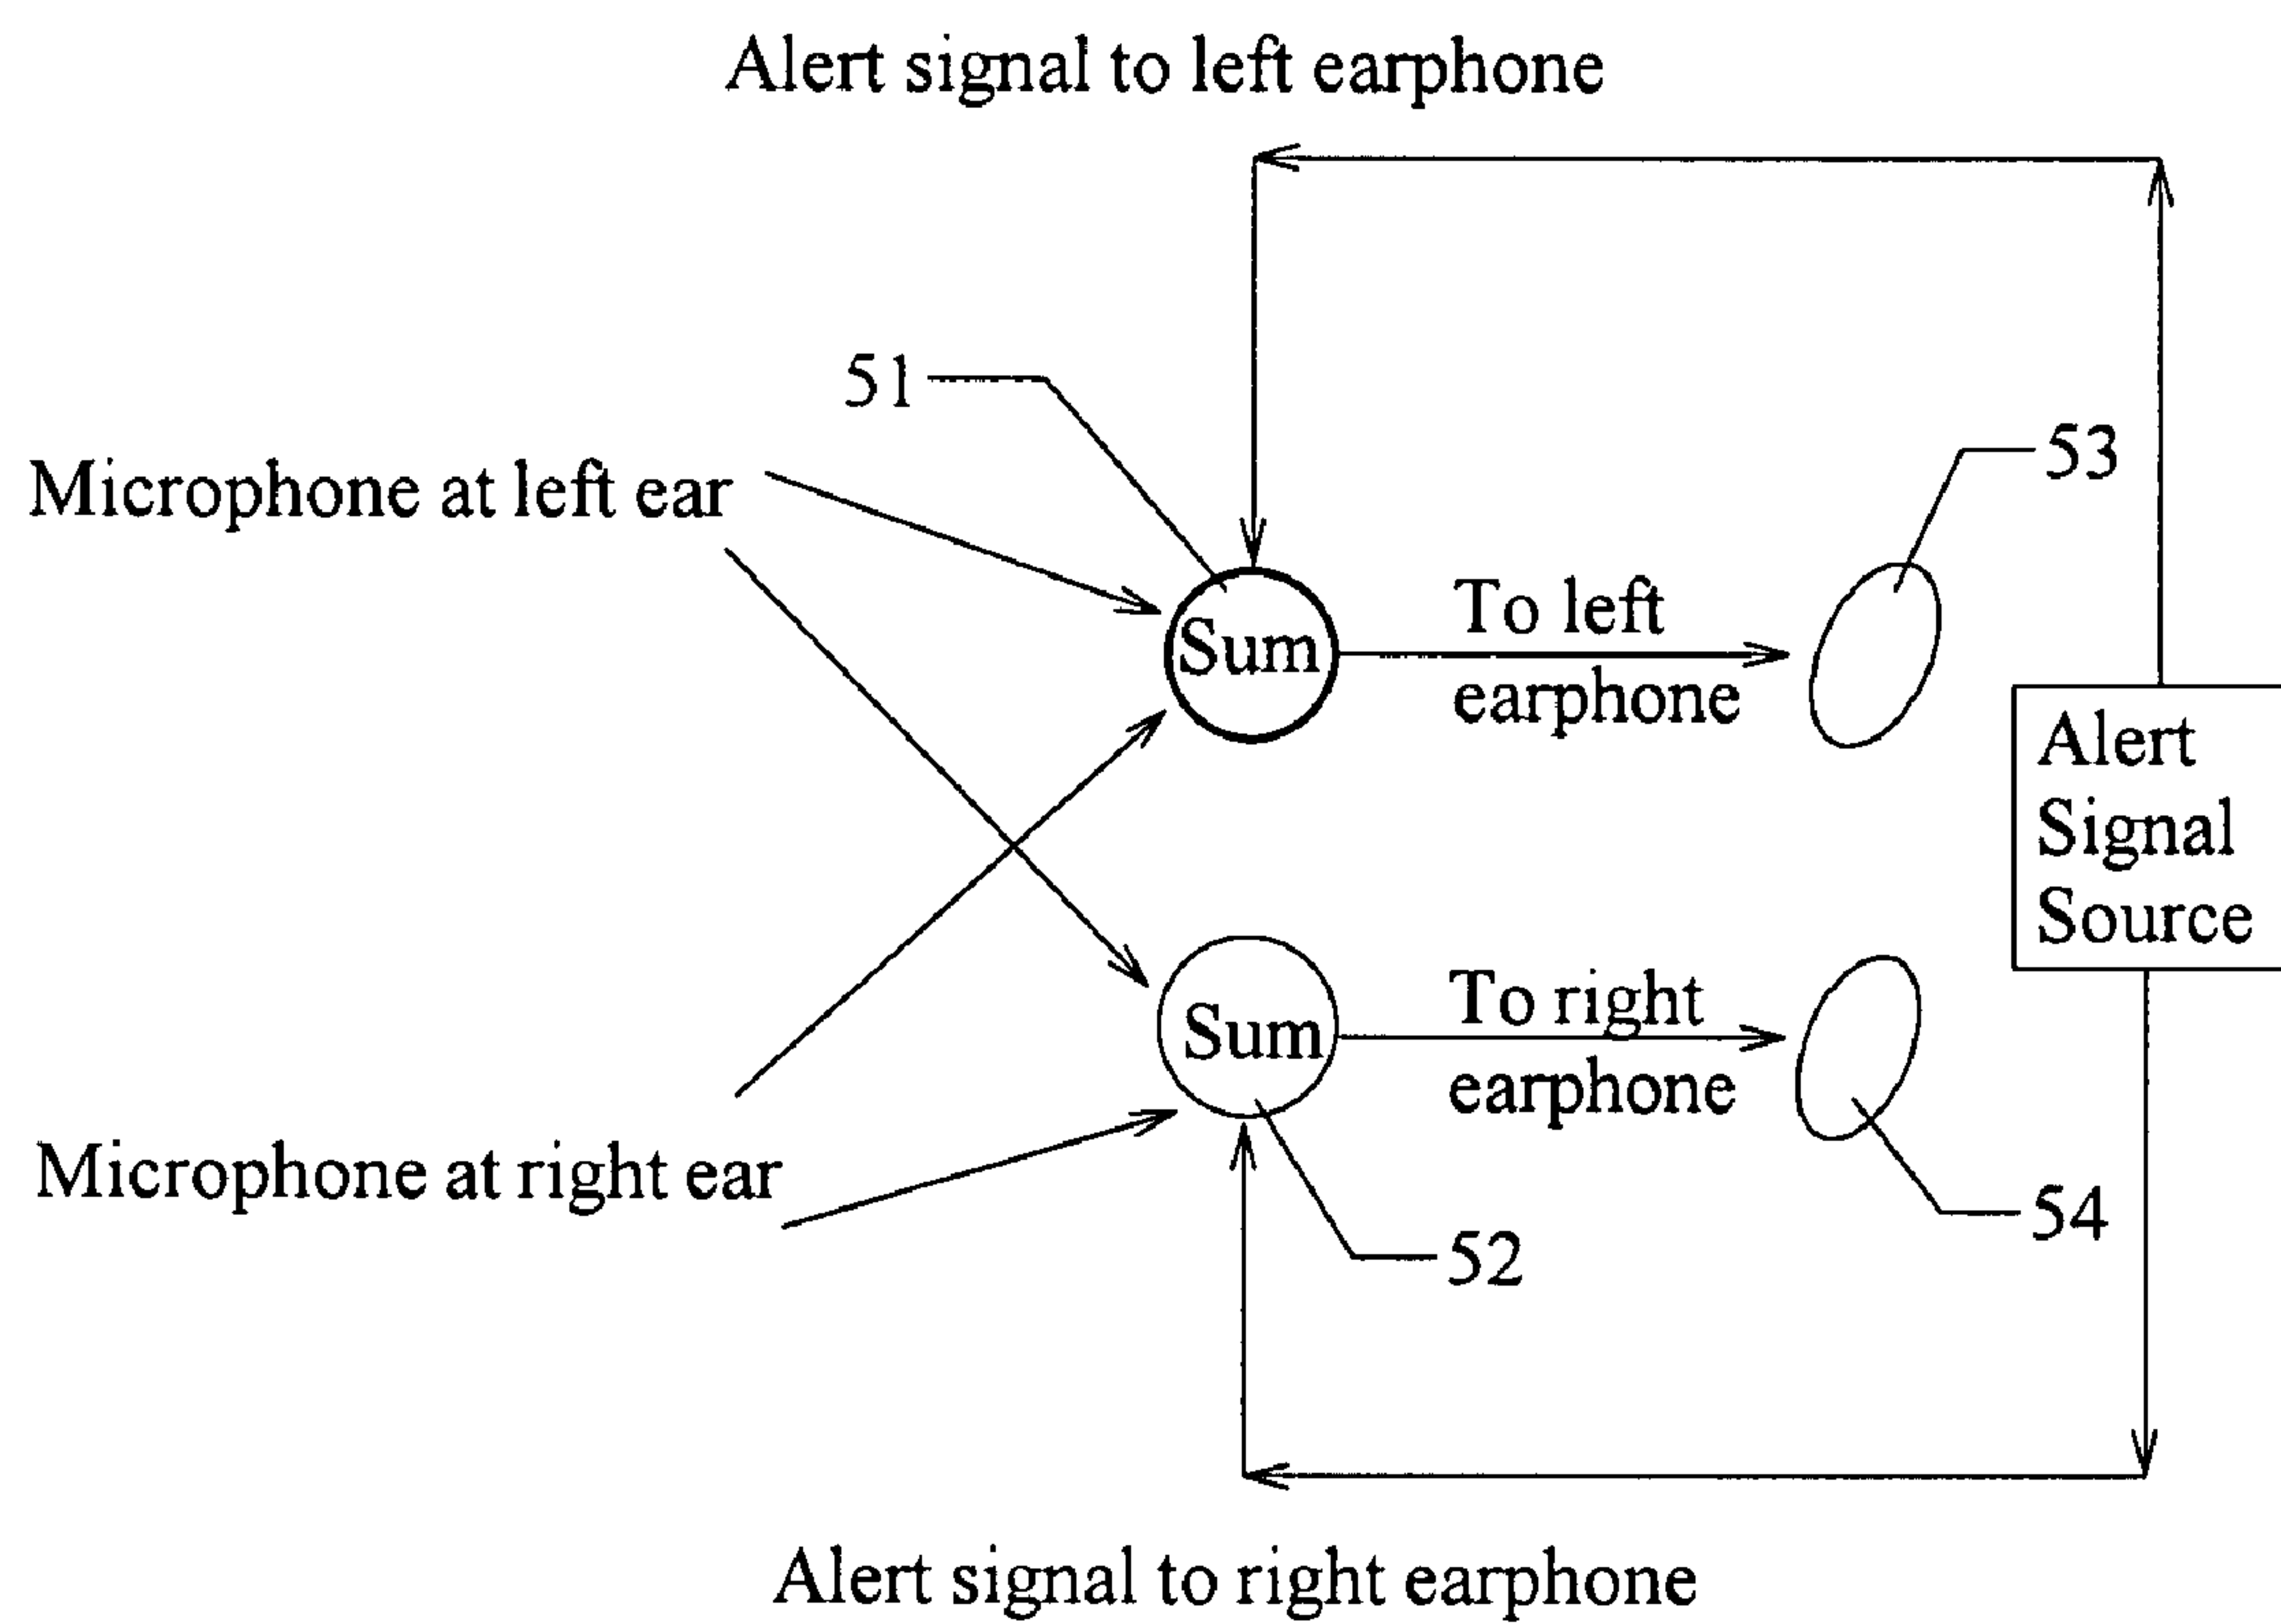 Alert signal to left earphone
51
53
Microphone at left ear
To left
earphone
Sum
Alert
Signal
Source
To right
earphone
Sum
Microphone at right ear
54
52
Alert signal to right earphone